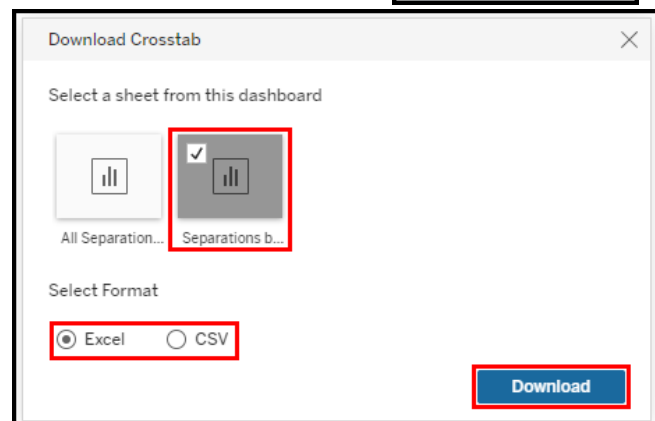 Download Crosstab
Select a sheet from this dashboard
All Separation... Separations b...
Select Format
Excel CSV
Download